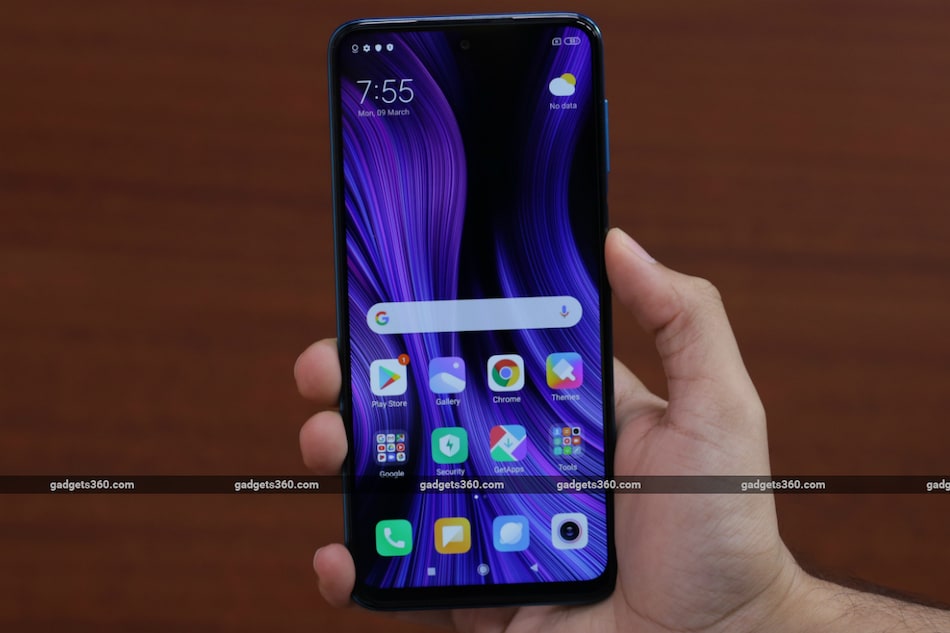 7:55
Mon, 09 March
No data
1
Play Store
Gallery
Chrome
Themes
Google
Security
GetApps
Tools
gadgets360.com gadgets360.com gadgets360.com gadgets360.com gadgets360.com